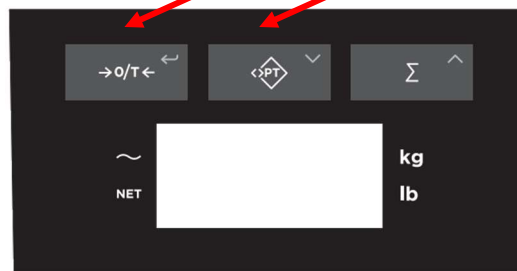 →0/T← <>PT Σ
~ kg
NET lb